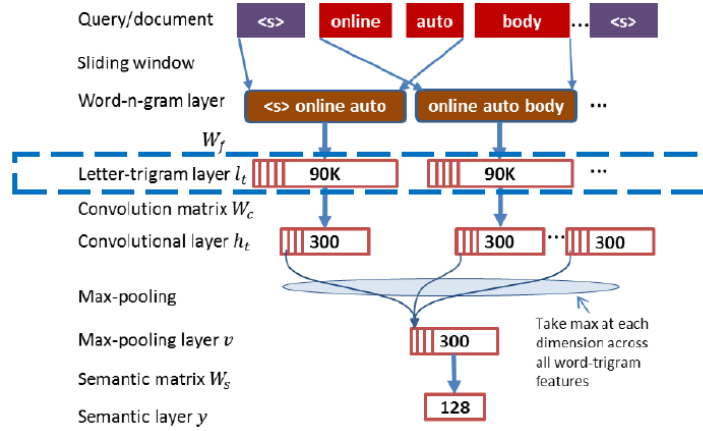 Query/document <s> online auto body ... <s>
Sliding window
Word-n-gram layer <s> online auto online auto body ...
W_f
Letter-trigram layer l_t 90K 90K ...
Convolution matrix W_c
Convolutional layer h_t 300 300 ... 300
Max-pooling
Take max at each
dimension across
all word-trigram
features
Max-pooling layer v 300
Semantic matrix W_s
Semantic layer y 128